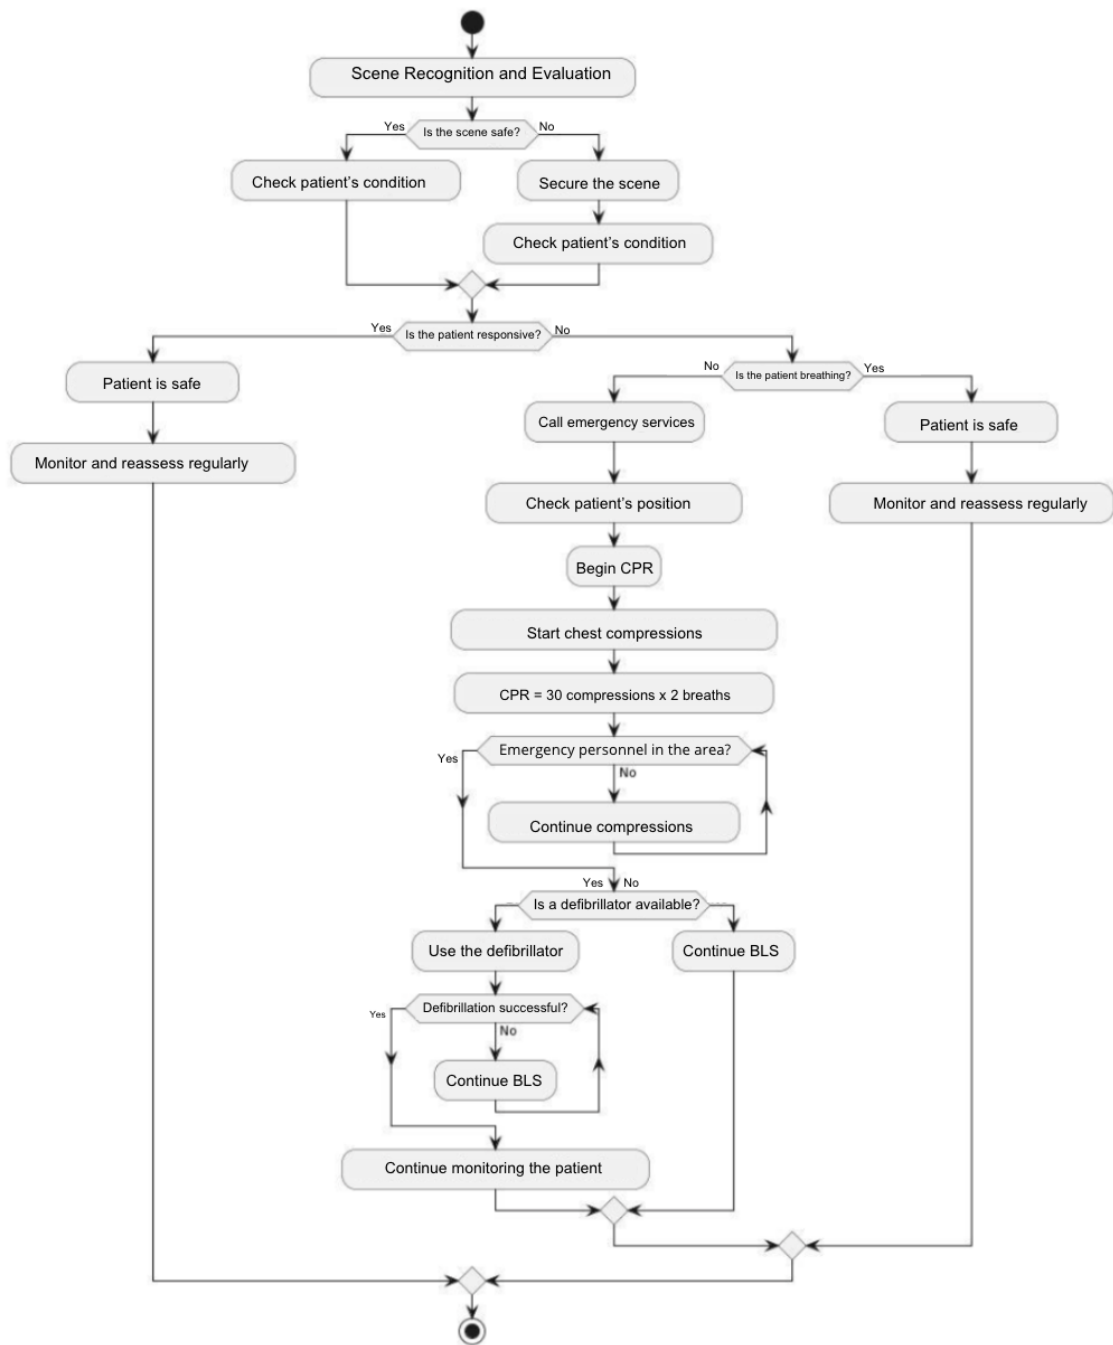 Scene Recognition and Evaluation
Yes
Is the scene safe?
No
Check patient's condition
Secure the scene
Check patient's condition
Yes
Is the patient responsive?
No
Patient is safe
Monitor and reassess regularly
No
Is the patient breathing?
Yes
Call emergency services
Patient is safe
Check patient's position
Monitor and reassess regularly
Begin CPR
Start chest compressions
CPR = 30 compressions x 2 breaths
Emergency personnel in the area?
Yes
No
Continue compressions
Yes
No
Is a defibrillator available?
Use the defibrillator
Continue BLS
Yes
Defibrillation successful?
No
Continue BLS
Continue monitoring the patient